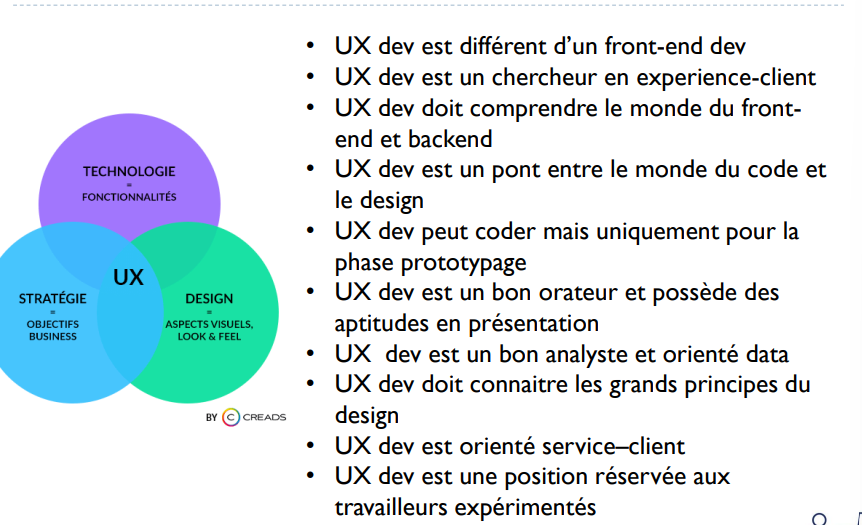 • UX dev est différent d’un front-end dev
• UX dev est un chercheur en experience-client
• UX dev doit comprendre le monde du front-
end et backend
• UX dev est un pont entre le monde du code et
le design
• UX dev peut coder mais uniquement pour la
phase prototypage
• UX dev est un bon orateur et possède des
aptitudes en présentation
• UX  dev est un bon analyste et orienté data
• UX dev doit connaitre les grands principes du
design
• UX dev est orienté service–client
• UX dev est une position réservée aux
travailleurs expérimentés
TECHNOLOGIE
=
FONCTIONNALITÉS
UX
STRATÉGIE
=
OBJECTIFS
BUSINESS
DESIGN
=
ASPECTS VISUELS,
LOOK & FEEL
BY C CREADS